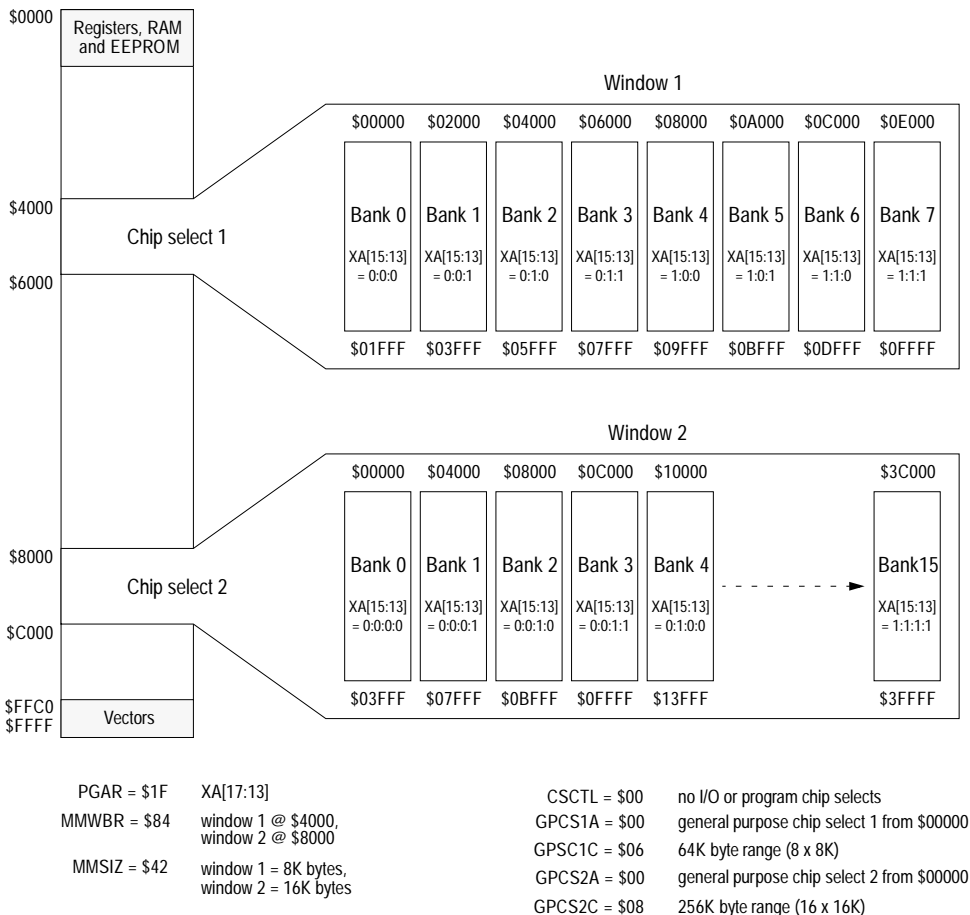 $0000
Registers, RAM
and EEPROM
Window 1
$00000 $02000 $04000 $06000 $08000 $0A000 $0C000 $0E000
$4000
Bank 0 Bank 1 Bank 2 Bank 3 Bank 4 Bank 5 Bank 6 Bank 7
Chip select 1
XA[15:13] XA[15:13] XA[15:13] XA[15:13] XA[15:13] XA[15:13] XA[15:13] XA[15:13]
= 0:0:0 = 0:0:1 = 0:1:0 = 0:1:1 = 1:0:0 = 1:0:1 = 1:1:0 = 1:1:1
$6000
$01FFF $03FFF $05FFF $07FFF $09FFF $0BFFF $0DFFF $0FFFF
Window 2
$00000 $04000 $08000 $0C000 $10000 $3C000
$8000
Bank 0 Bank 1 Bank 2 Bank 3 Bank 4 Bank15
Chip select 2
XA[15:13] XA[15:13] XA[15:13] XA[15:13] XA[15:13] XA[15:13]
= 0:0:0:0 = 0:0:0:1 = 0:0:1:0 = 0:0:1:1 = 0:1:0:0 = 1:1:1:1
$C000
$03FFF $07FFF $0BFFF $0FFFF $13FFF $3FFFF
$FFC0
Vectors
$FFFF
PGAR = $1F XA[17:13]
MMWBR = $84 window 1 @ $4000,
window 2 @ $8000
MMSIZ = $42 window 1 = 8K bytes,
window 2 = 16K bytes
CSCTL = $00 no I/O or program chip selects
GPCS1A = $00 general purpose chip select 1 from $00000
GPSC1C = $06 64K byte range (8 x 8K)
GPCS2A = $00 general purpose chip select 2 from $00000
GPCS2C = $08 256K byte range (16 x 16K)